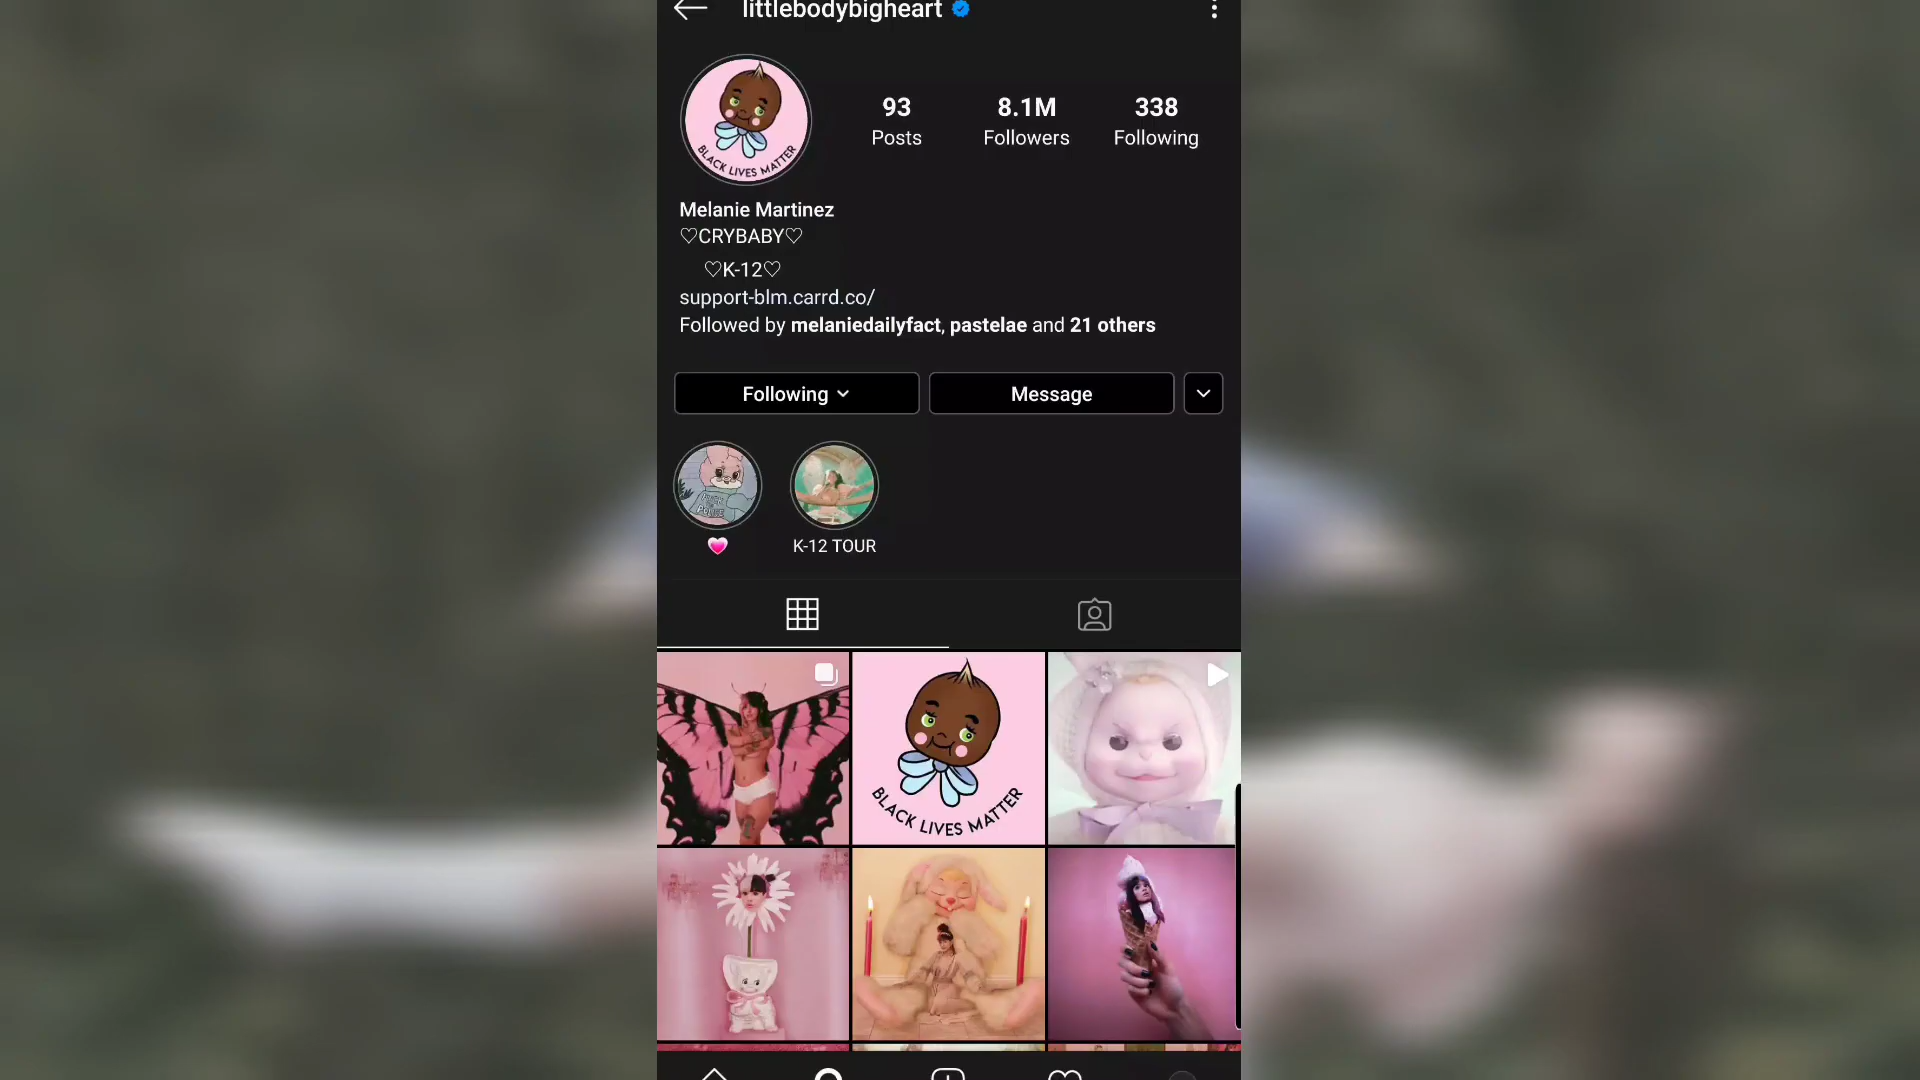 littlebodybigheart
BLACK LIVES MATTER
93
Posts
8.1M
Followers
338
Following
Melanie Martinez
♡CRYBABY♡
♡K-12♡
support-blm.carrd.co/
Followed by melaniedailyfact, pastelae and 21 others
Following
Message
POLICE
K-12 TOUR
BLACK LIVES MATTER